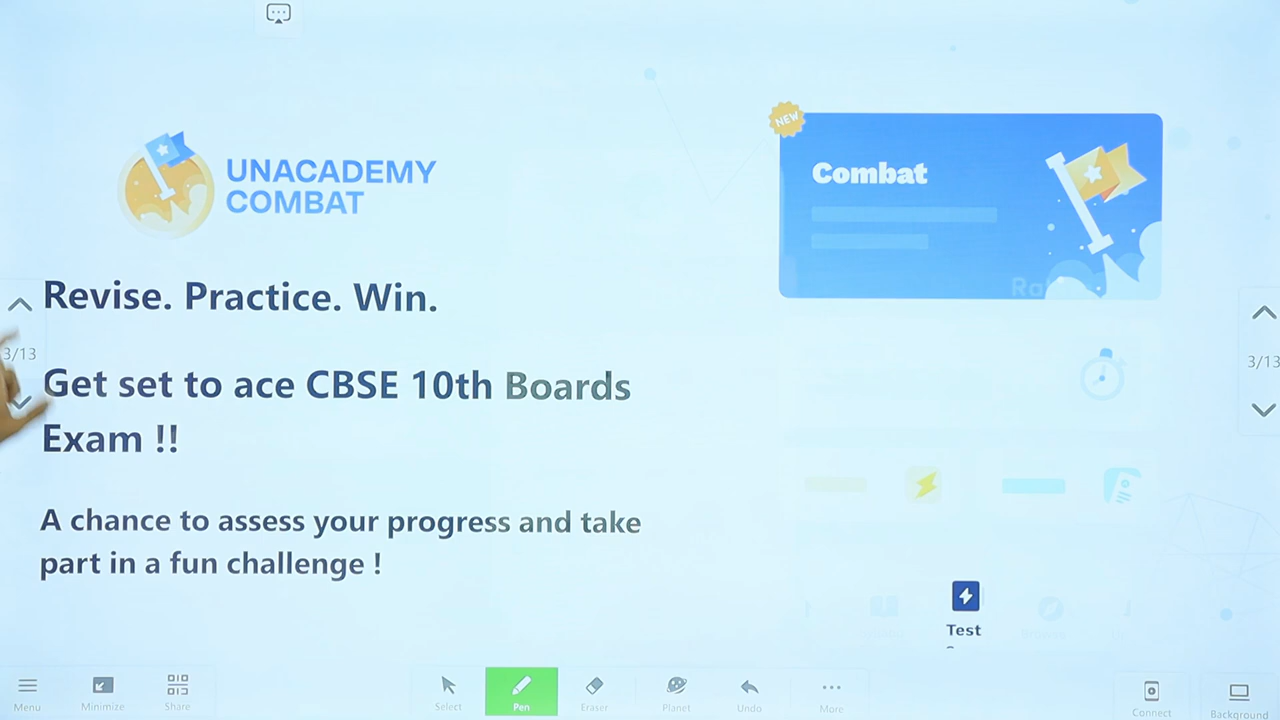 UNACADEMY
COMBAT
NEW
Combat
Revise. Practice. Win.
3/13
3/13
Get set to ace CBSE 10th Boards
Exam !!
A chance to assess your progress and take
part in a fun challenge !
Test
Menu
Minimize
Share
Select
Pen
Eraser
Planet
Undo
More
Connect
Background